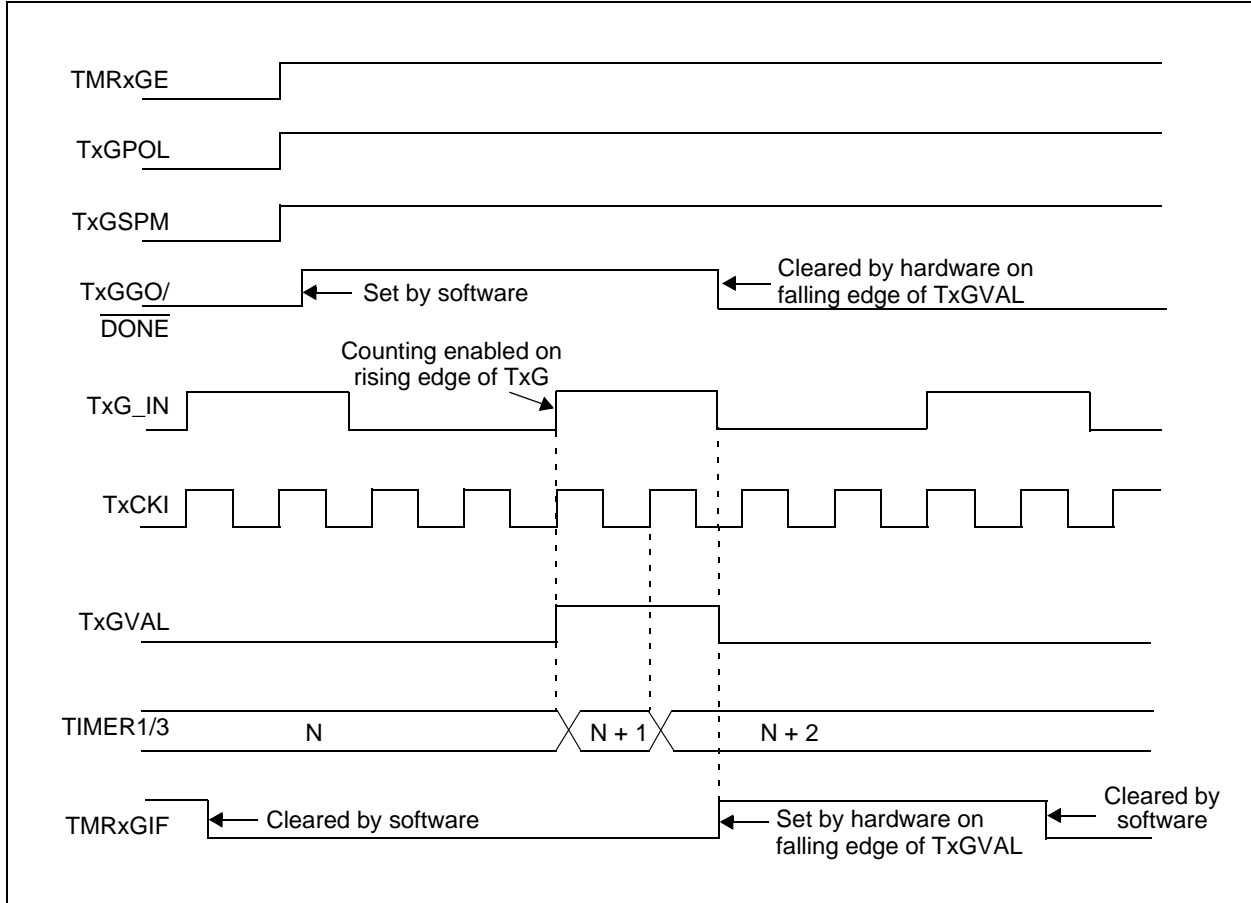 TMRxGE
TxGPOL
TxGSPM
TxGGO/
DONE
Set by software
Cleared by hardware on
falling edge of TxGVAL
Counting enabled on
rising edge of TxG
TxG_IN
TxCKI
TxGVAL
TIMER1/3
N
N + 1
N + 2
TMRxGIF
Cleared by software
Set by hardware on
falling edge of TxGVAL
Cleared by
software